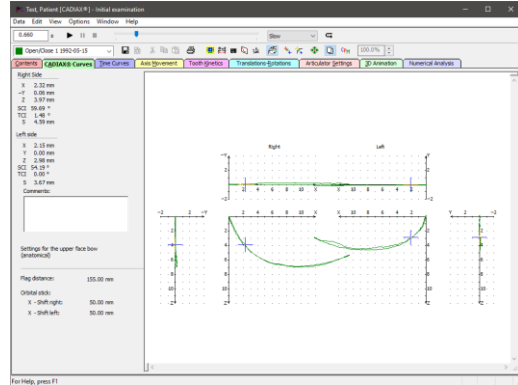 Test, Patient [CADIAX®] - Initial examination
Data Edit View Options Window Help
0.660 s Slow
Open/Close 1 1992-03-15 100.0%
Contents CADIAX® Curves Time Curves Axis Movement Tooth Kinetics Translations-Rotations Articulator Settings 3D Animation Numerical Analysis
Right Side
X 2.32 mm
-Y 0.06 mm
Z 3.97 mm
SCI 59.69 °
TCI 1.48 °
S 4.59 mm
Left side
X 2.15 mm
Y 0.00 mm
Z 2.98 mm
SCI 54.19 °
TCI 0.00 °
S 3.67 mm
Comments:
Settings for the upper face bow
(anatomical)
Flag distance: 155.00 mm
Orbital stick:
X - Shift right: 50.00 mm
X - Shift left: 50.00 mm
Right Left
For Help, press F1